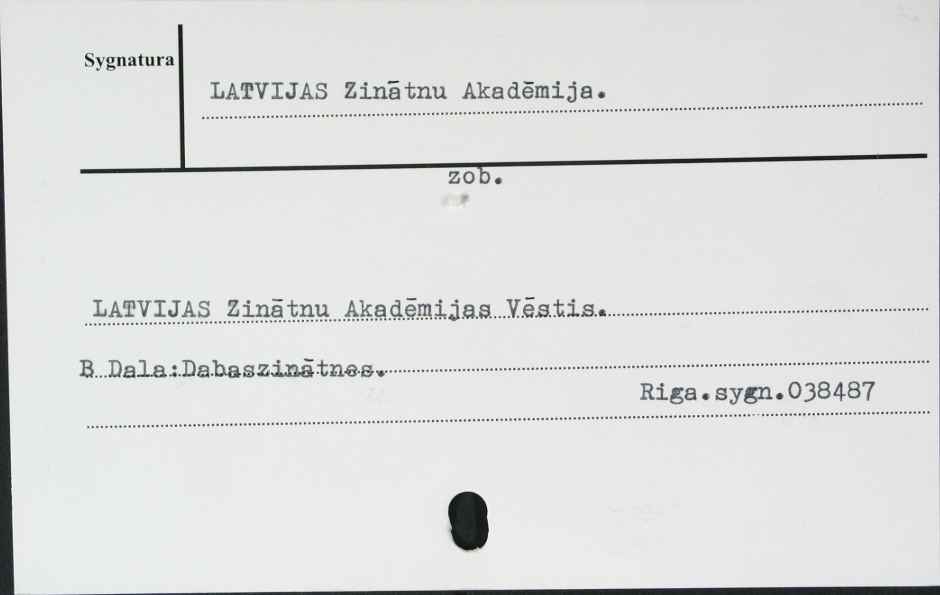 Sygnatura
LATVIJAS Zinātnu Akadēmija.
zob.
LATVIJAS Zinātnu Akadēmijas Vēstis.
B Dala:Dabaszinātnes.
Riga.sygn.038487